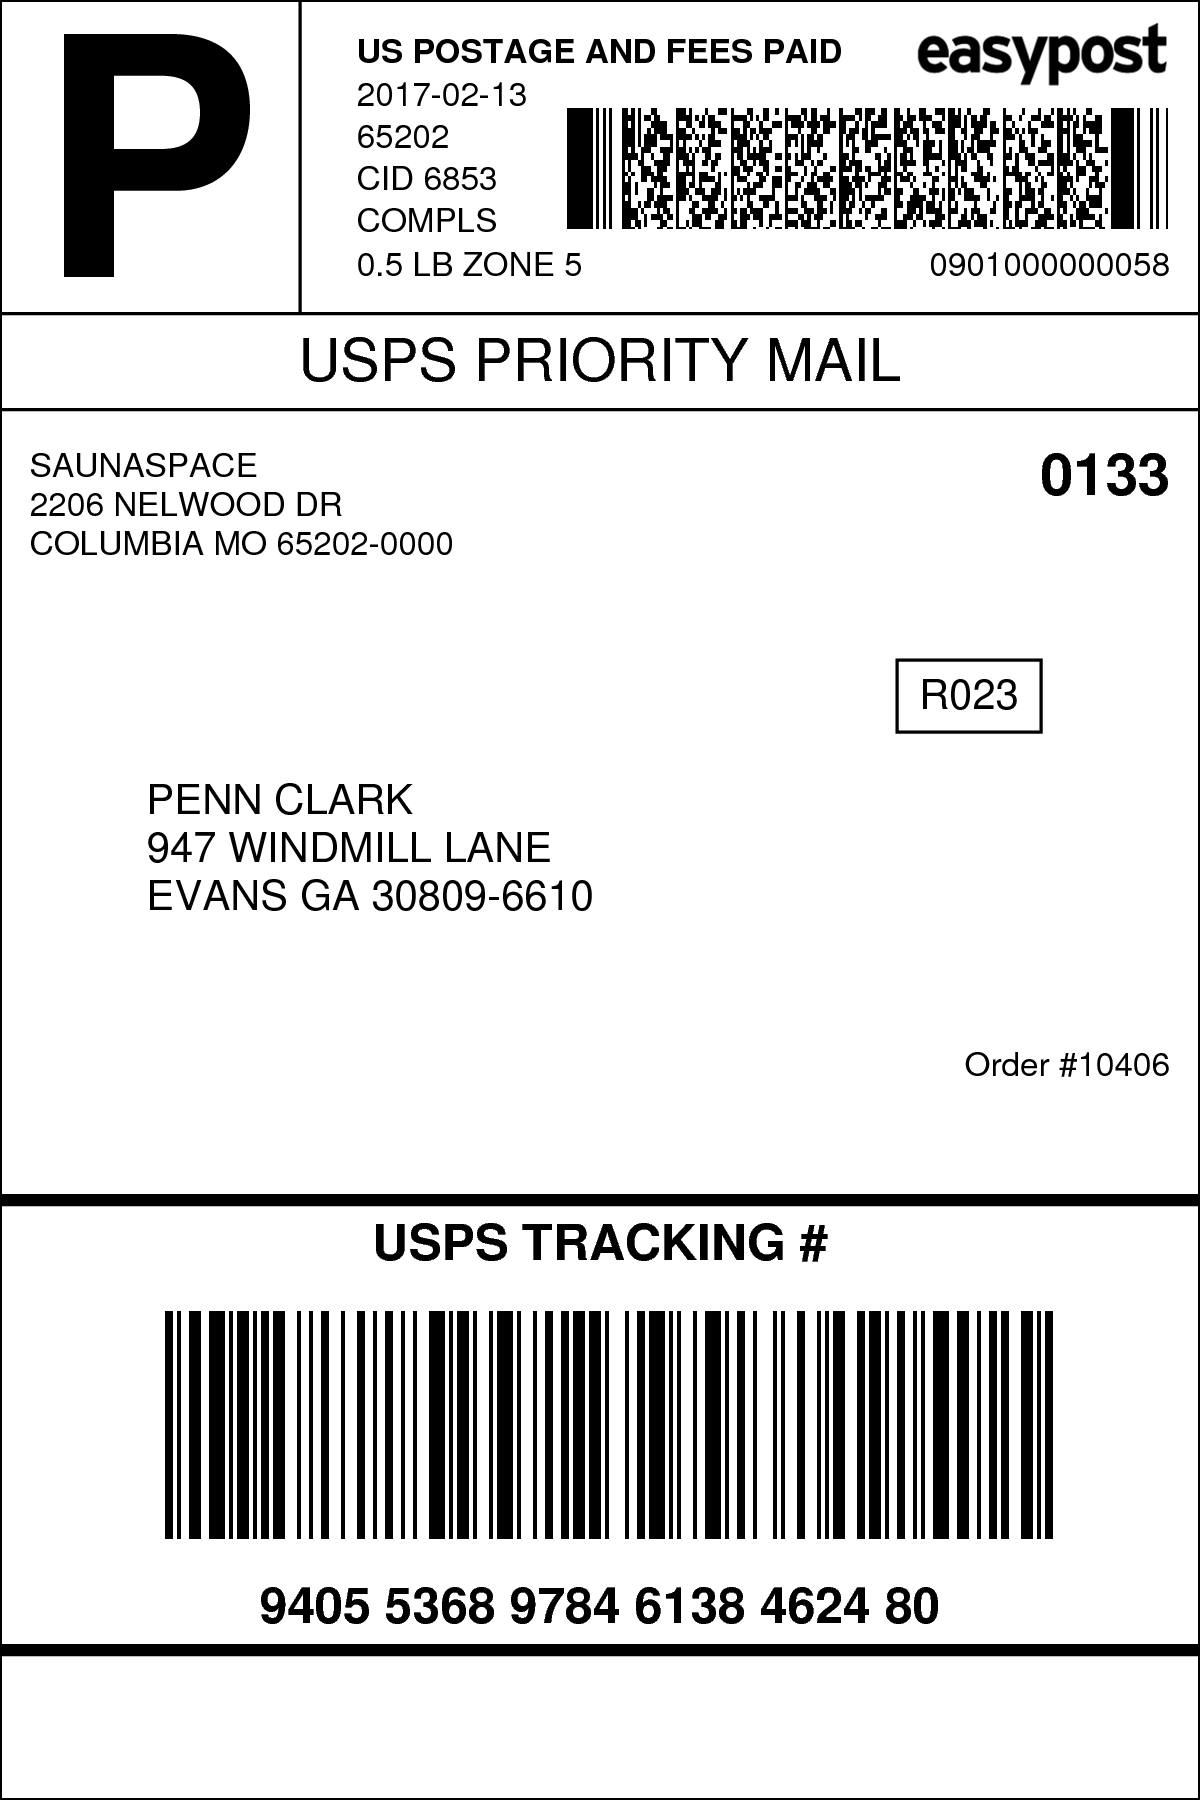 P
US POSTAGE AND FEES PAID
easypost
2017-02-13
65202
CID 6853
COMPLS
0.5 LB ZONE 5
0901000000058
USPS PRIORITY MAIL
SAUNASPACE
2206 NELWOOD DR
COLUMBIA MO 65202-0000
0133
R023
PENN CLARK
947 WINDMILL LANE
EVANS GA 30809-6610
Order #10406
USPS TRACKING #
9405 5368 9784 6138 4624 80